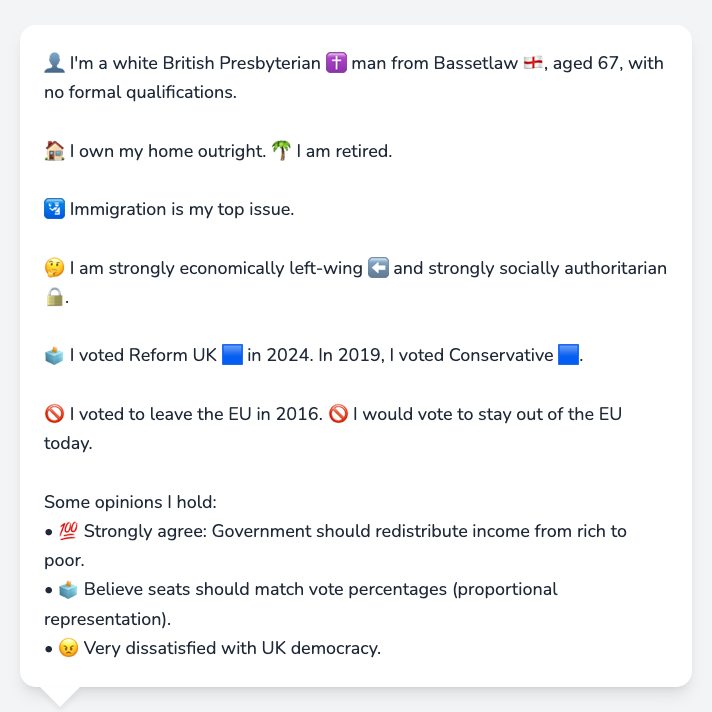 👤 I'm a white British Presbyterian ✝️ man from Bassetlaw 🏴󠁧󠁢󠁥󠁮󠁧󠁿, aged 67, with
no formal qualifications.
🏠 I own my home outright. 🌴 I am retired.
🛂 Immigration is my top issue.
🤔 I am strongly economically left-wing ⬅️ and strongly socially authoritarian
🔒.
🗳️ I voted Reform UK 🟦 in 2024. In 2019, I voted Conservative 🟦.
🚫 I voted to leave the EU in 2016. 🚫 I would vote to stay out of the EU
today.
Some opinions I hold:
• 💯 Strongly agree: Government should redistribute income from rich to
poor.
• 🗳️ Believe seats should match vote percentages (proportional
representation).
• 😠 Very dissatisfied with UK democracy.